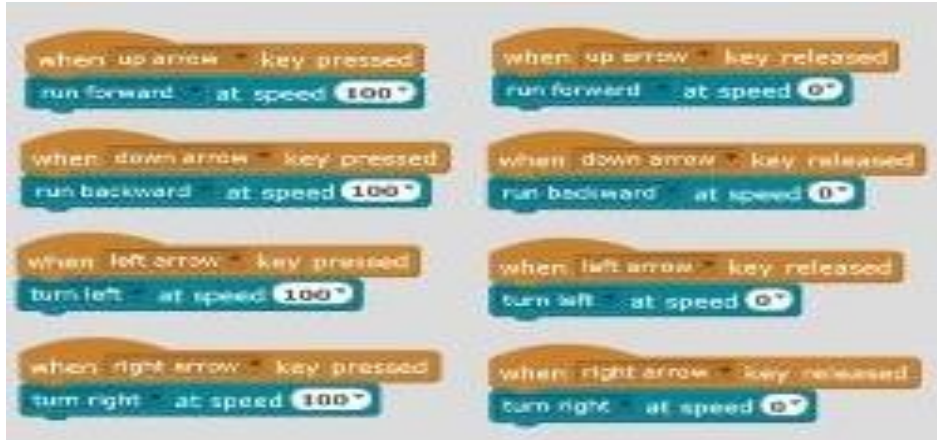 when up arrow key pressed
run forward at speed 100
when up arrow key released
run forward at speed 0
when down arrow key pressed
run backward at speed 100
when down arrow key released
run backward at speed 0
when left arrow key pressed
turn left at speed 100
when left arrow key released
turn left at speed 0
when right arrow key pressed
turn right at speed 100
when right arrow key released
turn right at speed 0